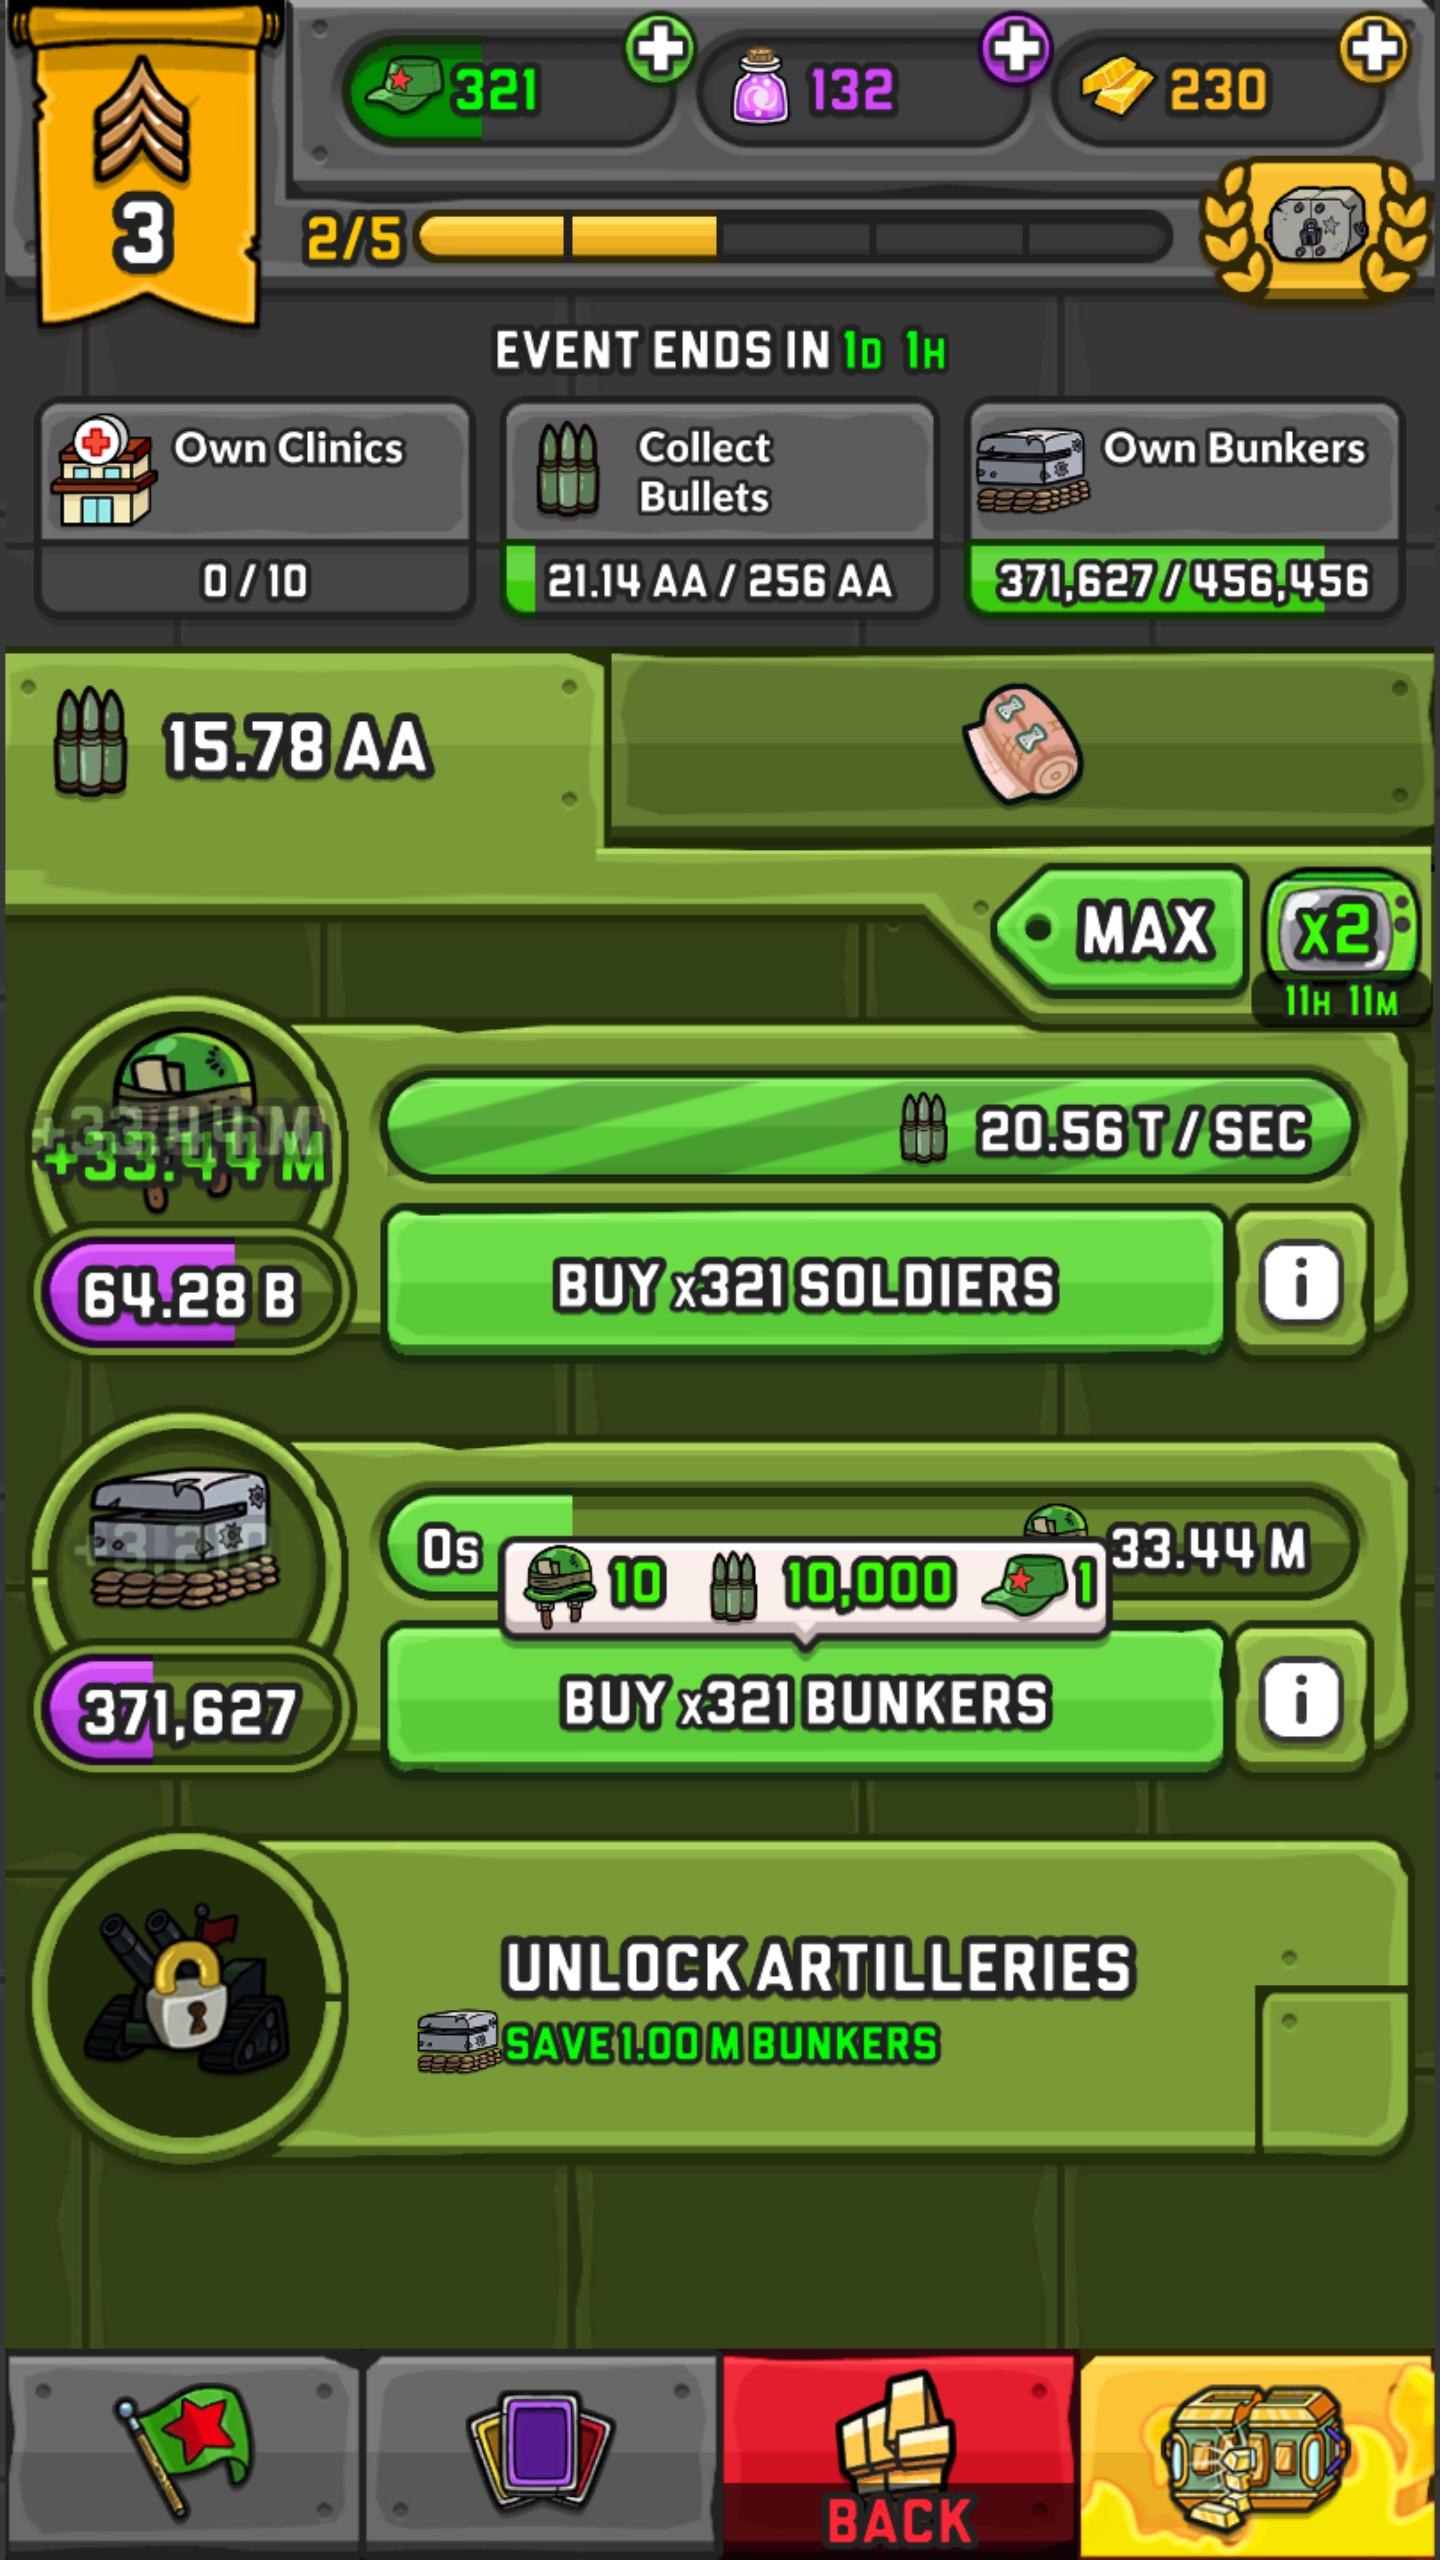 321
132
230
3
2/5
EVENT ENDS IN 1D 1H
Own Clinics
0 / 10
Collect
Bullets
21.14 AA / 256 AA
Own Bunkers
371,627 / 456,456
15.78 AA
MAX
x2
11H 11M
+33.44 M
+33.44 M
20.56 T / SEC
64.28 B
BUY x321 SOLDIERS
i
0s
33.44 M
10
10,000
1
371,627
BUY x321 BUNKERS
i
UNLOCK ARTILLERIES
SAVE 1.00 M BUNKERS
BACK